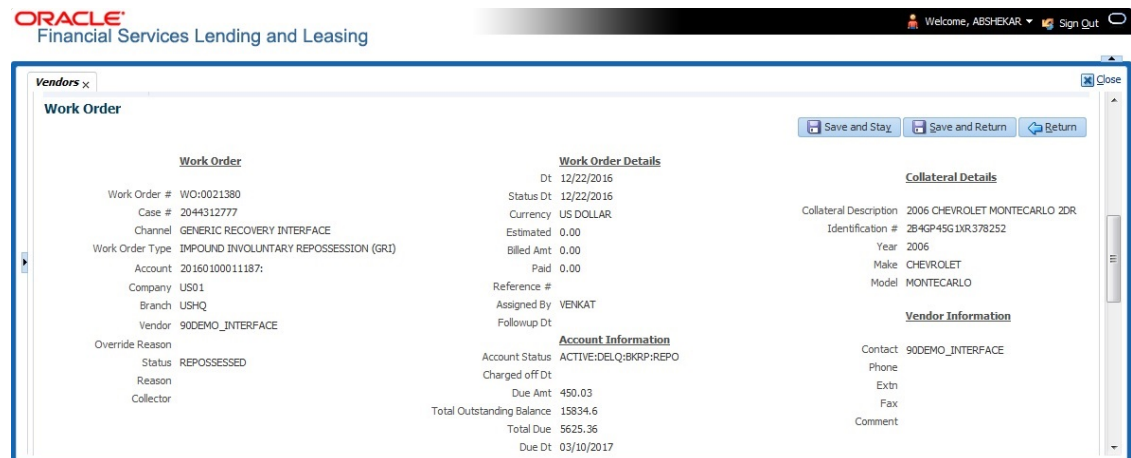 ORACLE
Financial Services Lending and Leasing
Welcome, ABSHEKAR Sign Out
Vendors x
Close
Work Order
Save and Stay Save and Return Return
Work Order
Work Order # WO:0021380
Case # 2044312777
Channel GENERIC RECOVERY INTERFACE
Work Order Type IMPOUND INVOLUNTARY REPOSSESSION (GRI)
Account 20160100011187:
Company US01
Branch USHQ
Vendor 90DEMO_INTERFACE
Override Reason
Status REPOSSESSED
Reason
Collector
Work Order Details
Dt 12/22/2016
Status Dt 12/22/2016
Currency US DOLLAR
Estimated 0.00
Billed Amt 0.00
Paid 0.00
Reference #
Assigned By VENKAT
Followup Dt
Account Information
Account Status ACTIVE:DELQ:BKRP:REPO
Charged off Dt
Due Amt 450.03
Total Outstanding Balance 15834.6
Total Due 5625.36
Due Dt 03/10/2017
Collateral Details
Collateral Description 2006 CHEVROLET MONTECARLO 2DR
Identification # 2B4GP45G1XR378252
Year 2006
Make CHEVROLET
Model MONTECARLO
Vendor Information
Contact 90DEMO_INTERFACE
Phone
Extn
Fax
Comment